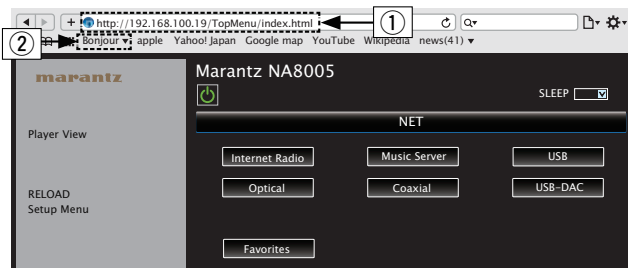 + http://192.168.100.19/TopMenu/index.html ①
② Bonjour ▼ apple Yahoo! Japan Google map YouTube Wikipedia news(41) ▼
marantz
Marantz NA8005
SLEEP
NET
Player View
Internet Radio Music Server USB
Optical Coaxial USB-DAC
RELOAD
Setup Menu
Favorites